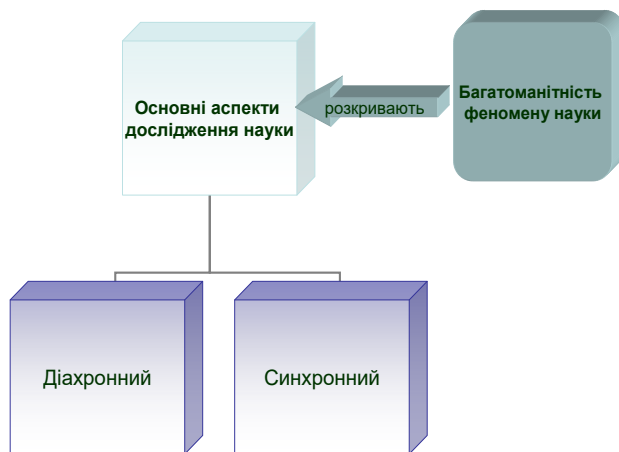 Основні аспекти
дослідження науки
розкривають
Багатоманітність
феномену науки
Діахронний
Синхронний